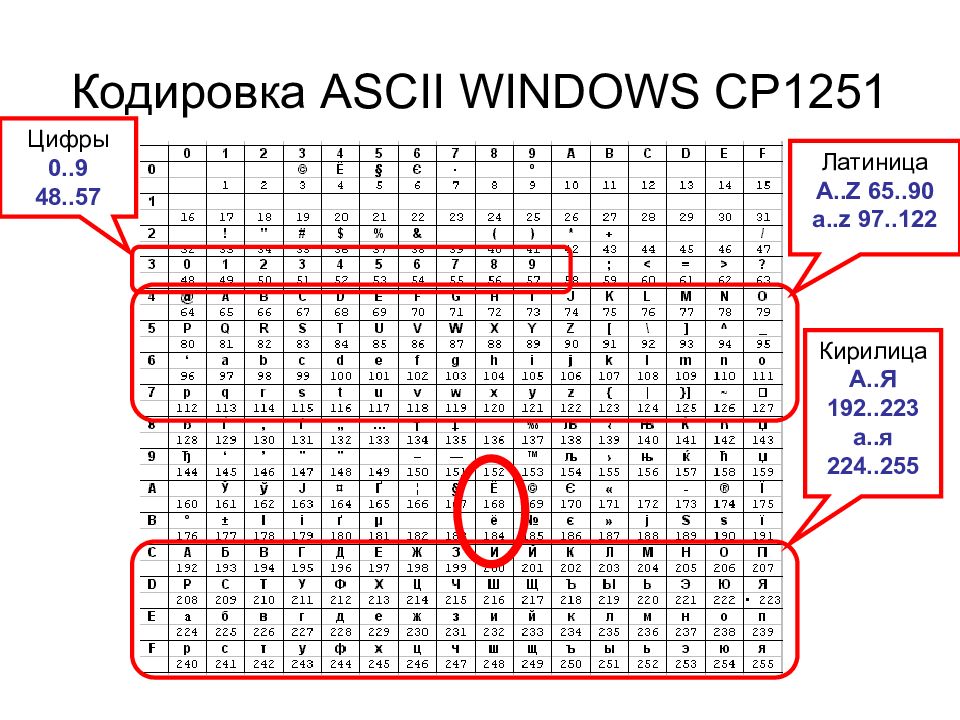 Кодировка ASCII WINDOWS CP1251
Цифры
0..9
48..57
Латиница
A..Z 65..90
a..z 97..122
Кирилица
А..Я
192..223
а..я
224..255
0 1 2 3 4 5 6 7 8 9 A B C D E F
0 © Ё § Є · °
1 2 3 4 5 6 7 8 9 10 11 12 13 14 15
1
16 17 18 19 20 21 22 23 24 25 26 27 28 29 30 31
2 ! " # $ % & ( ) * + /
32 33 34 35 36 37 38 39 40 41 42 43 44 45 46 47
3 0 1 2 3 4 5 6 7 8 9 ; < = > ?
48 49 50 51 52 53 54 55 56 57 58 59 60 61 62 63
4 @ A B C D E F G H I J K L M N O
64 65 66 67 68 69 70 71 72 73 74 75 76 77 78 79
5 P Q R S T U V W X Y Z [ \ ] ^ _
80 81 82 83 84 85 86 87 88 89 90 91 92 93 94 95
6 ‘ a b c d e f g h i j k l m n o
96 97 98 99 100 101 102 103 104 105 106 107 108 109 110 111
7 p q r s t u v w x y z { | }] ~ □
112 113 114 115 116 117 118 119 120 121 122 123 124 125 126 127
8 Ђ Ѓ ‚ ѓ „ … † ‡ ‰ Љ ‹ Њ Ќ Ћ Џ
128 129 130 131 132 133 134 135 136 137 138 139 140 141 142 143
9 ђ ‘ ’ " " – — ™ љ › њ ќ ћ џ
144 145 146 147 148 149 150 151 152 153 154 155 156 157 158 159
A Ў ў J ¤ Ґ ¦ § Ё © Є « - ® Ї
160 161 162 163 164 165 166 167 168 169 170 171 172 173 174 175
B ° ± І і ґ µ ё № є » j S s ї
176 177 178 179 180 181 182 183 184 185 186 187 188 189 190 191
C А Б В Г Д Е Ж З И Й К Л М Н О П
192 193 194 195 196 197 198 199 200 201 202 203 204 205 206 207
D Р С Т У Ф Х Ц Ч Ш Щ Ъ Ы Ь Э Ю Я
208 209 210 211 212 213 214 215 216 217 218 219 220 221 222 • 223
E а б в г д е ж з и й к л м н о п
224 225 226 227 228 229 230 231 232 233 234 235 236 237 238 239
F р с т у ф х ц ч ш щ ъ ы ь э ю я
240 241 242 243 244 245 246 247 248 249 250 251 252 253 254 255